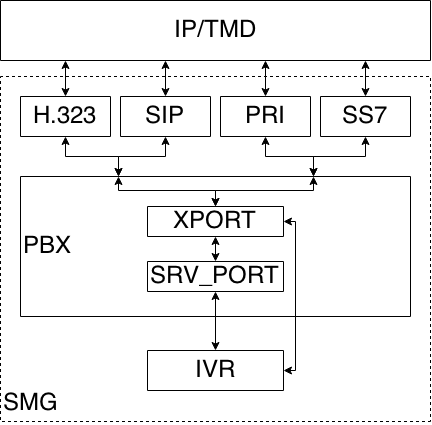 IP/TMD
H.323 SIP PRI SS7
XPORT
PBX
SRV_PORT
IVR
SMG